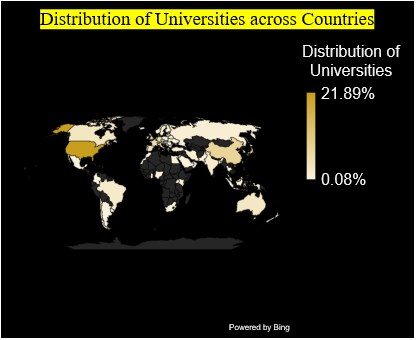 Distribution of Universities across Countries
Distribution of
Universities
21.89%
0.08%
Powered by Bing